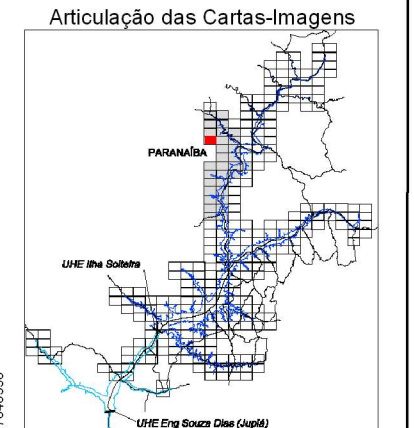 Articulação das Cartas-Imagens
PARANAÍBA
UHE Ilha Solteira
UHE Eng Souza Dias (Jupiá)